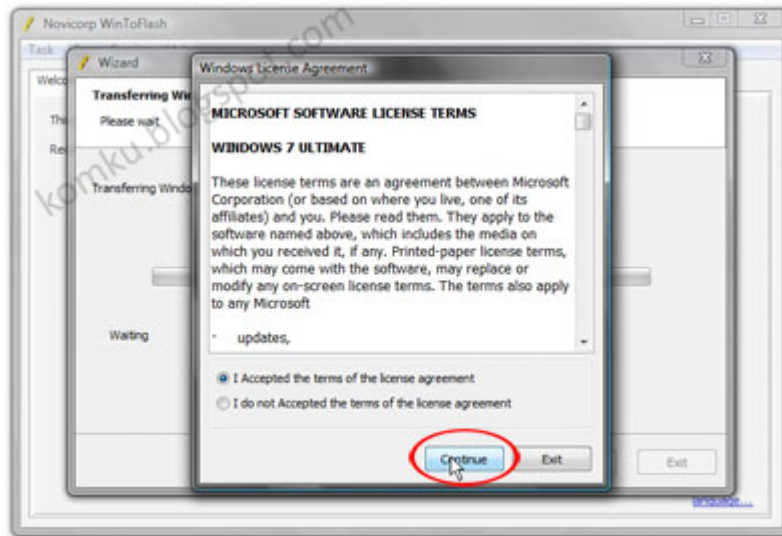 Novicorp WinToFlash
Task
Wizard
Welco
Windows License Agreement
Transferring Wi
Please wait
MICROSOFT SOFTWARE LICENSE TERMS
WINDOWS 7 ULTIMATE
These license terms are an agreement between Microsoft
Corporation (or based on where you live, one of its
affiliates) and you. Please read them. They apply to the
software named above, which includes the media on
which you received it, if any. Printed-paper license terms,
which may come with the software, may replace or
modify any on-screen license terms. The terms also apply
to any Microsoft
- updates,
Transferring Windo
Waiting
I Accepted the terms of the license agreement
I do not Accepted the terms of the license agreement
Continue
Exit
Exit
language...
komku.blogspot.com